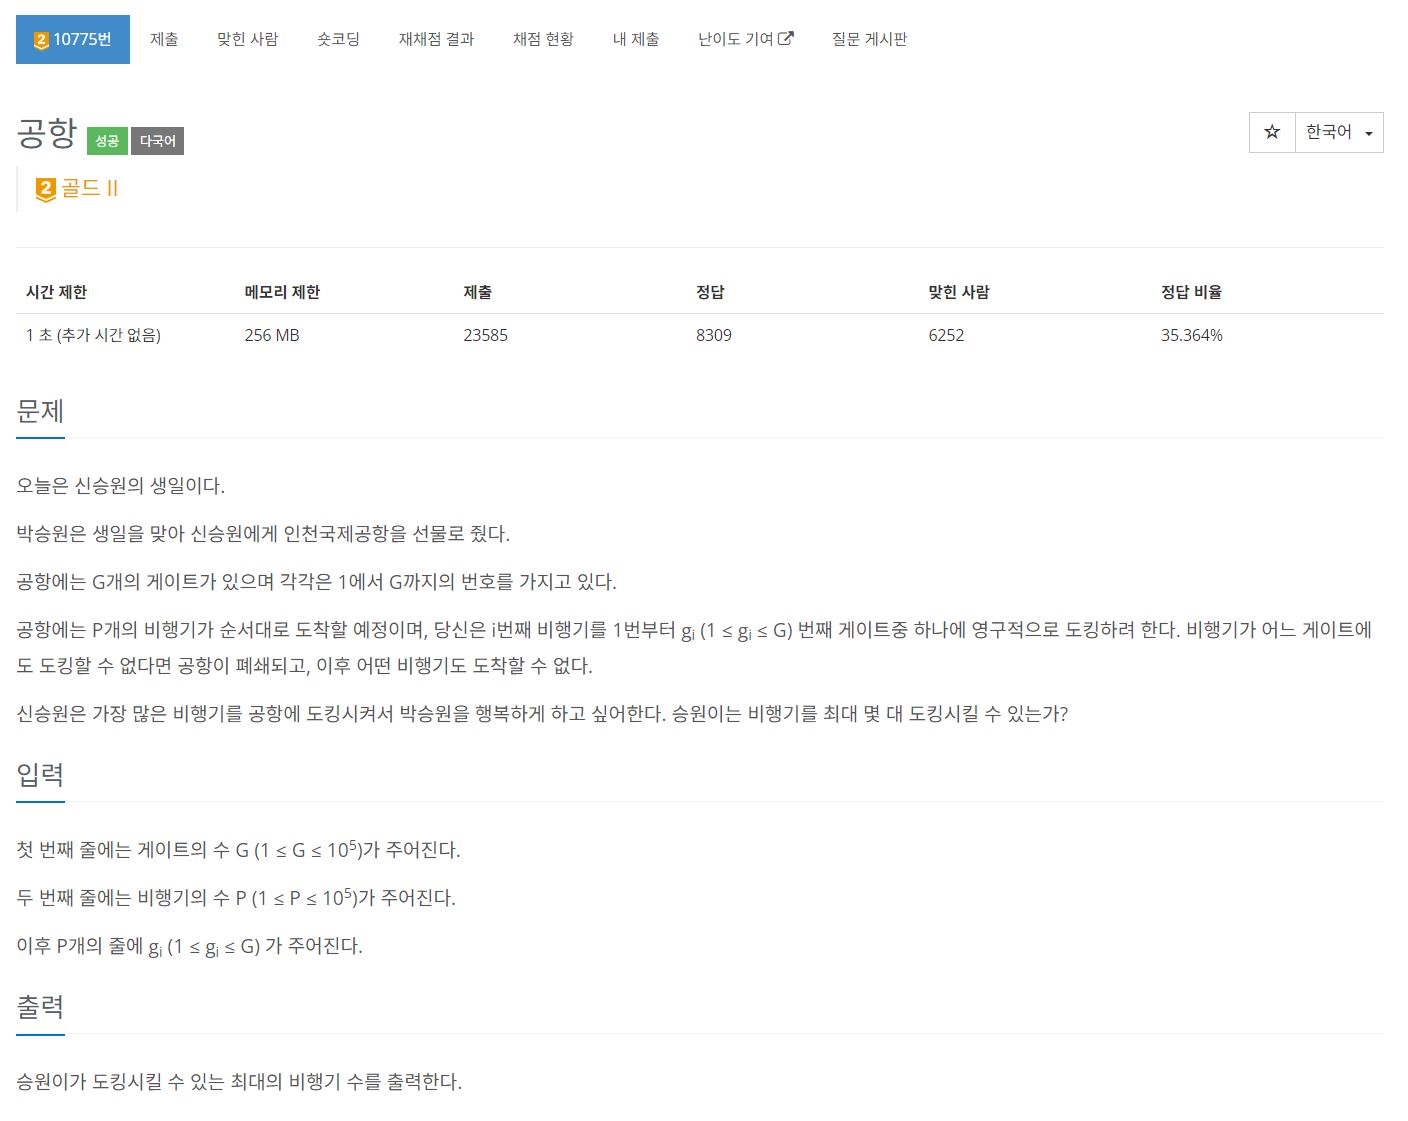 2 10775번 제출 맞힌 사람 숏코딩 재채점 결과 채점 현황 내 제출 난이도 기여 질문 게시판
공항 성공 다국어 한국어
2 골드 II
시간 제한 메모리 제한 제출 정답 맞힌 사람 정답 비율
1 초 (추가 시간 없음) 256 MB 23585 8309 6252 35.364%
문제
오늘은 신승원의 생일이다.
박승원은 생일을 맞아 신승원에게 인천국제공항을 선물로 줬다.
공항에는 G개의 게이트가 있으며 각각은 1에서 G까지의 번호를 가지고 있다.
공항에는 P개의 비행기가 순서대로 도착할 예정이며, 당신은 i번째 비행기를 1번부터 gi (1 ≤ gi ≤ G) 번째 게이트중 하나에 영구적으로 도킹하려 한다. 비행기가 어느 게이트에
도 도킹할 수 없다면 공항이 폐쇄되고, 이후 어떤 비행기도 도착할 수 없다.
신승원은 가장 많은 비행기를 공항에 도킹시켜서 박승원을 행복하게 하고 싶어한다. 승원이는 비행기를 최대 몇 대 도킹시킬 수 있는가?
입력
첫 번째 줄에는 게이트의 수 G (1 ≤ G ≤ 10⁵)가 주어진다.
두 번째 줄에는 비행기의 수 P (1 ≤ P ≤ 10⁵)가 주어진다.
이후 P개의 줄에 gi (1 ≤ gi ≤ G) 가 주어진다.
출력
승원이가 도킹시킬 수 있는 최대의 비행기 수를 출력한다.